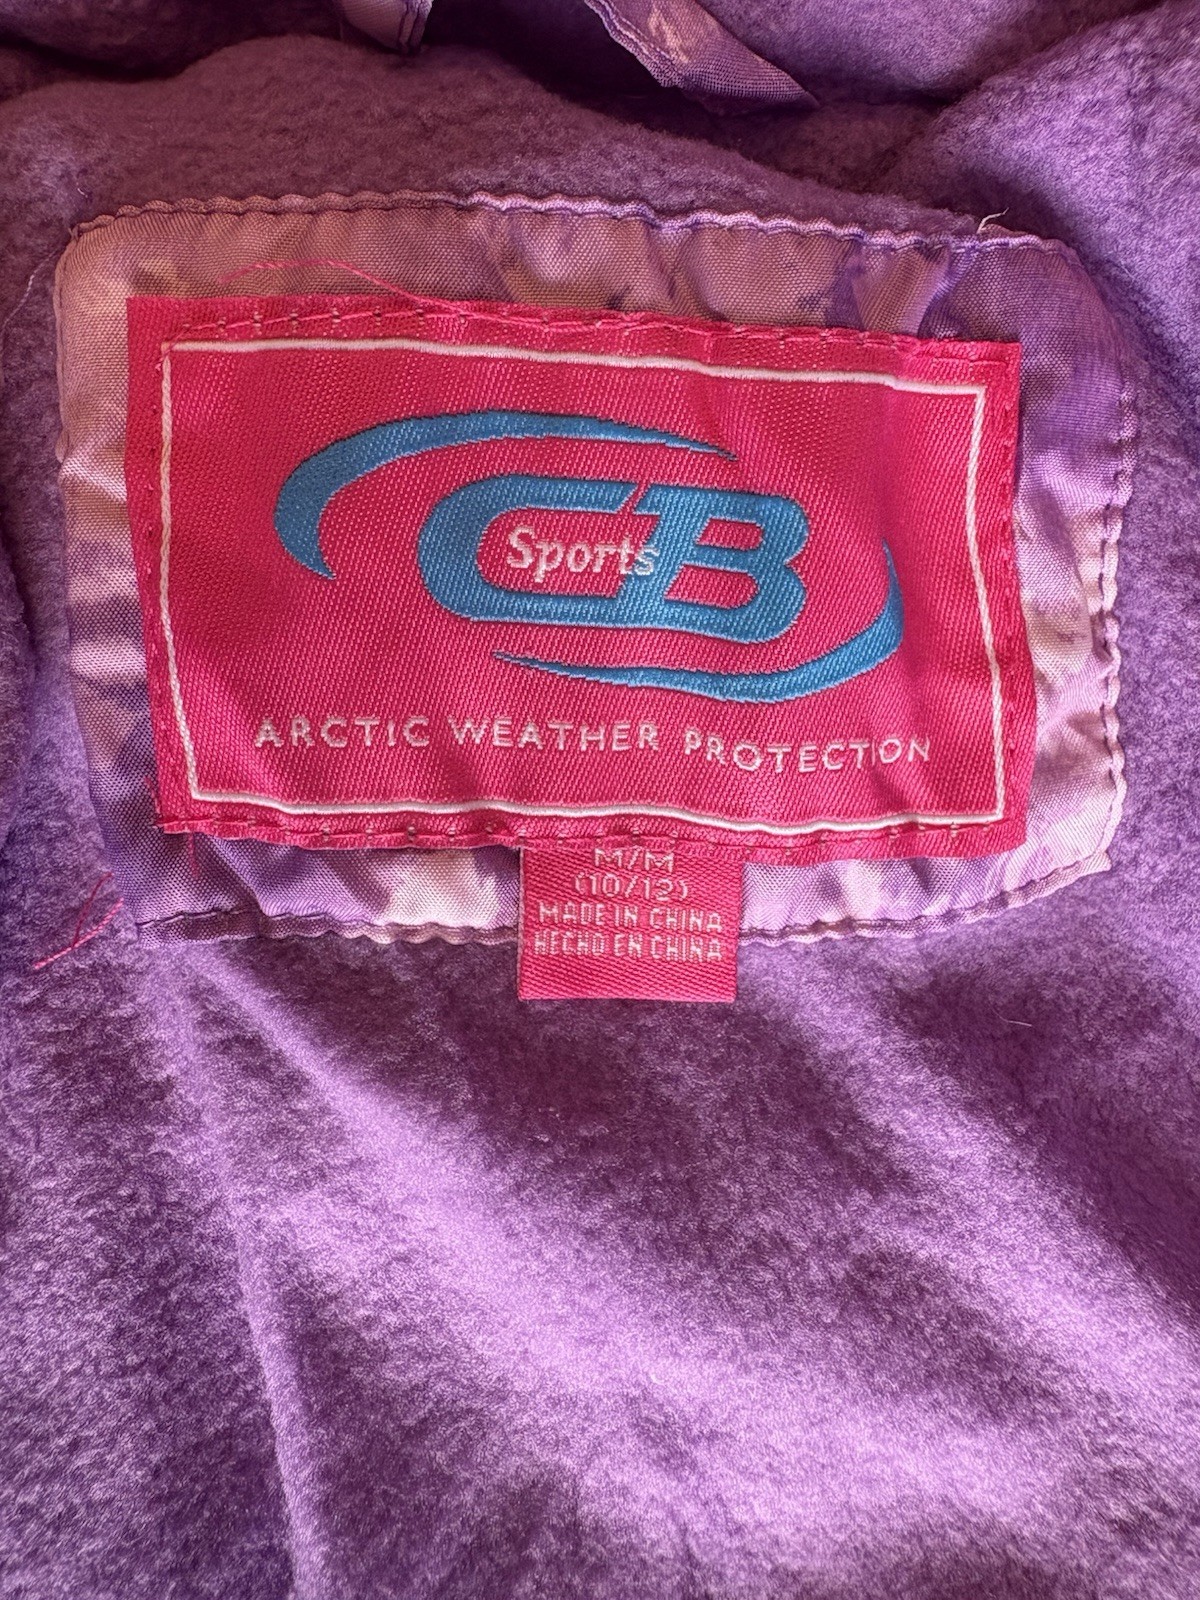 CB
Sports
ARCTIC WEATHER PROTECTION
M/M
(10/12)
MADE IN CHINA
HECHO EN CHINA